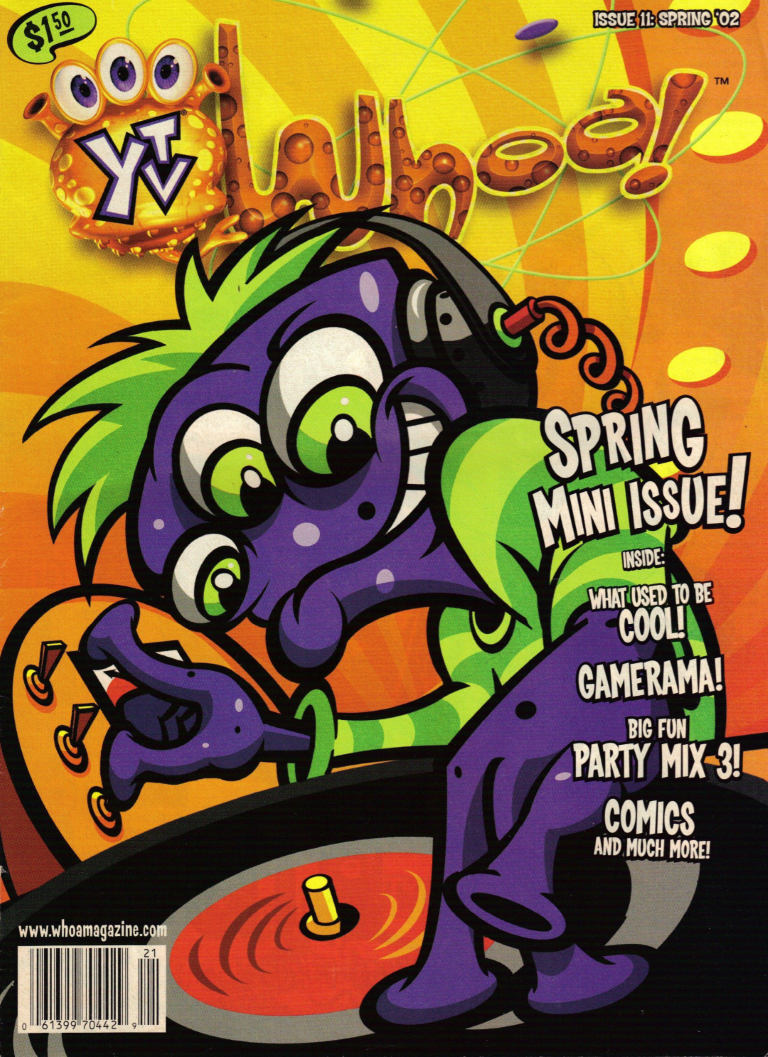 $1.50
ISSUE 11: SPRING '02
YTV
Whoa!™
SPRING
MINI ISSUE!
INSIDE:
WHAT USED TO BE
COOL!
GAMERAMA!
BIG FUN
PARTY MIX 3!
COMICS
AND MUCH MORE!
www.whoamagazine.com
21
0 61399 70442 9